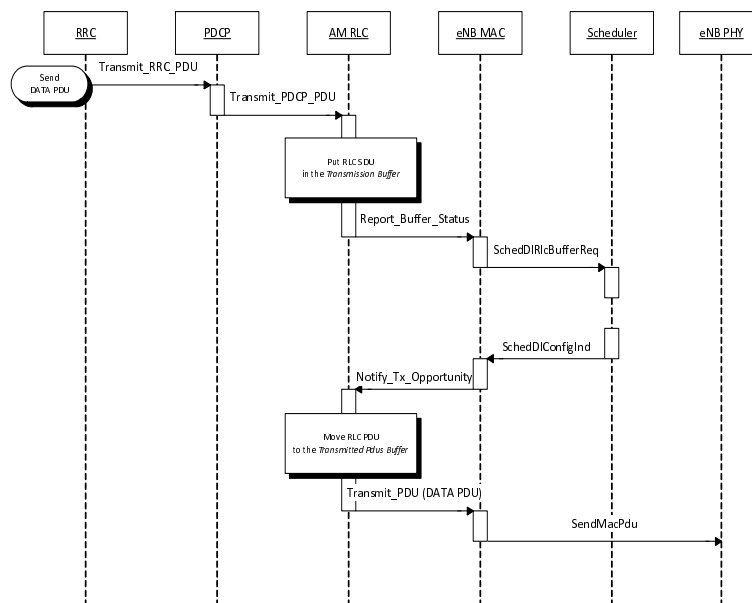 RRC
PDCP
AM RLC
eNB MAC
Scheduler
eNB PHY
Send
DATA PDU
Transmit_RRC_PDU
Transmit_PDCP_PDU
Put RLC SDU
in the Transmission Buffer
Report_Buffer_Status
SchedDlRlcBufferReq
SchedDlConfigInd
Notify_Tx_Opportunity
Move RLC PDU
to the Transmitted Pdus Buffer
Transmit_PDU (DATA PDU)
SendMacPdu